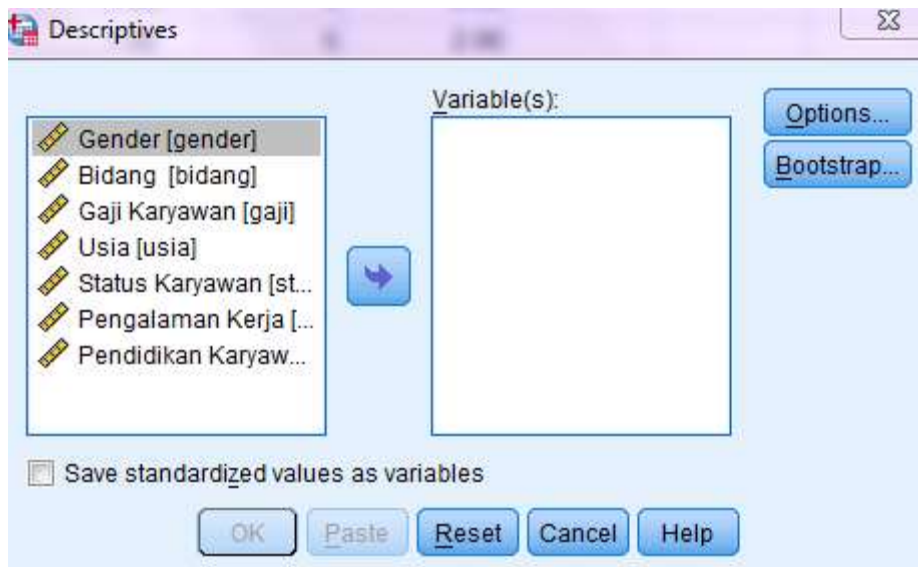 Descriptives
Variable(s):
Gender [gender]
Bidang [bidang]
Gaji Karyawan [gaji]
Usia [usia]
Status Karyawan [st...
Pengalaman Kerja [...
Pendidikan Karyaw...
Options...
Bootstrap...
Save standardized values as variables
OK Paste Reset Cancel Help